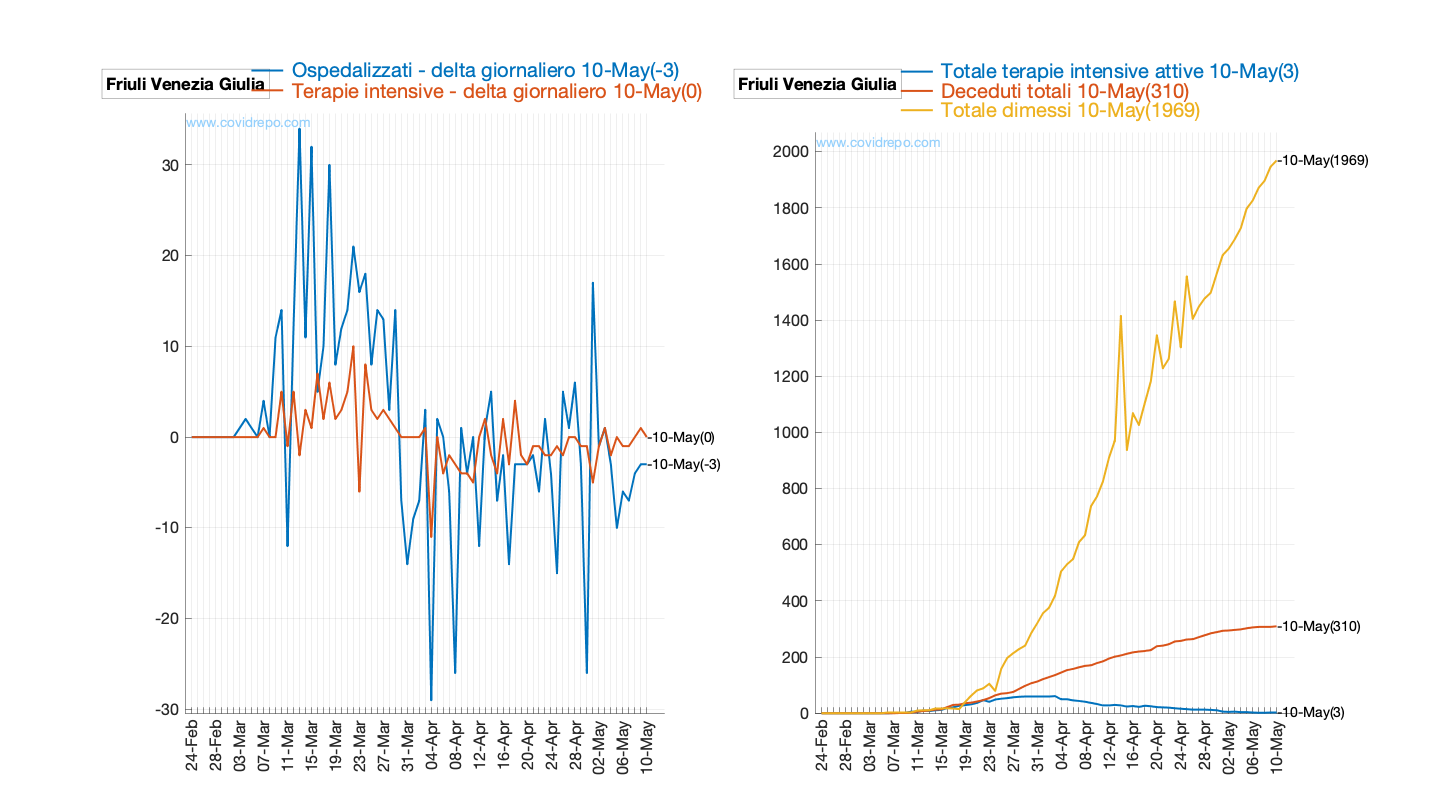 Friuli Venezia Giulia
Ospedalizzati - delta giornaliero 10-May(-3)
Terapie intensive - delta giornaliero 10-May(0)
www.covidrepo.com
30
20
10
0
-10
-20
-30
-10-May(0)
-10-May(-3)
24-Feb
28-Feb
03-Mar
07-Mar
11-Mar
15-Mar
19-Mar
23-Mar
27-Mar
31-Mar
04-Apr
08-Apr
12-Apr
16-Apr
20-Apr
24-Apr
28-Apr
02-May
06-May
10-May
Friuli Venezia Giulia
Totale terapie intensive attive 10-May(3)
Deceduti totali 10-May(310)
Totale dimessi 10-May(1969)
www.covidrepo.com
2000
1800
1600
1400
1200
1000
800
600
400
200
0
-10-May(1969)
-10-May(310)
-10-May(3)
24-Feb
28-Feb
03-Mar
07-Mar
11-Mar
15-Mar
19-Mar
23-Mar
27-Mar
31-Mar
04-Apr
08-Apr
12-Apr
16-Apr
20-Apr
24-Apr
28-Apr
02-May
06-May
10-May